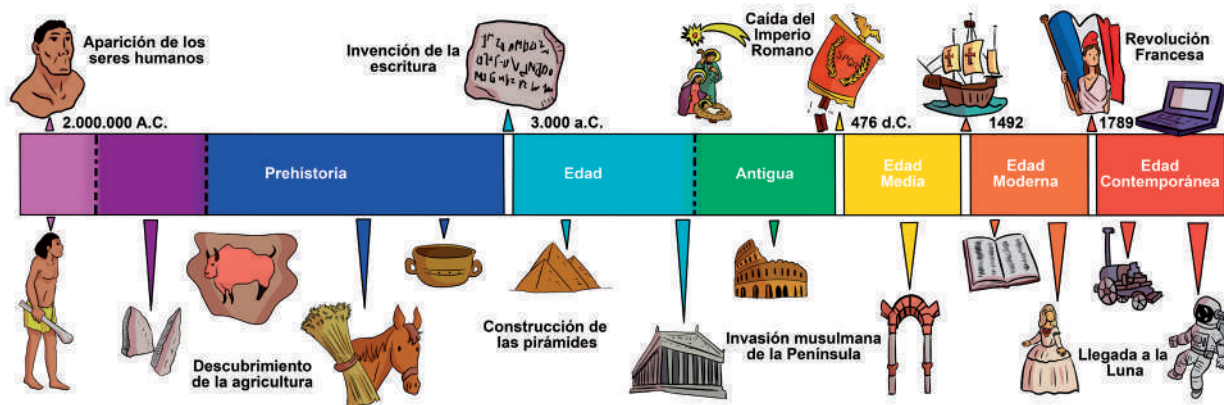 Aparición de los
seres humanos
Invención de la
escritura
Caída del
Imperio
Romano
SPQR
Revolución
Francesa
2.000.000 A.C.
3.000 a.C.
476 d.C.
1492
1789
Prehistoria
Edad
Antigua
Edad
Media
Edad
Moderna
Edad
Contemporánea
Descubrimiento
de la agricultura
Construcción de
las pirámides
Invasión musulmana
de la Península
Llegada a la
Luna